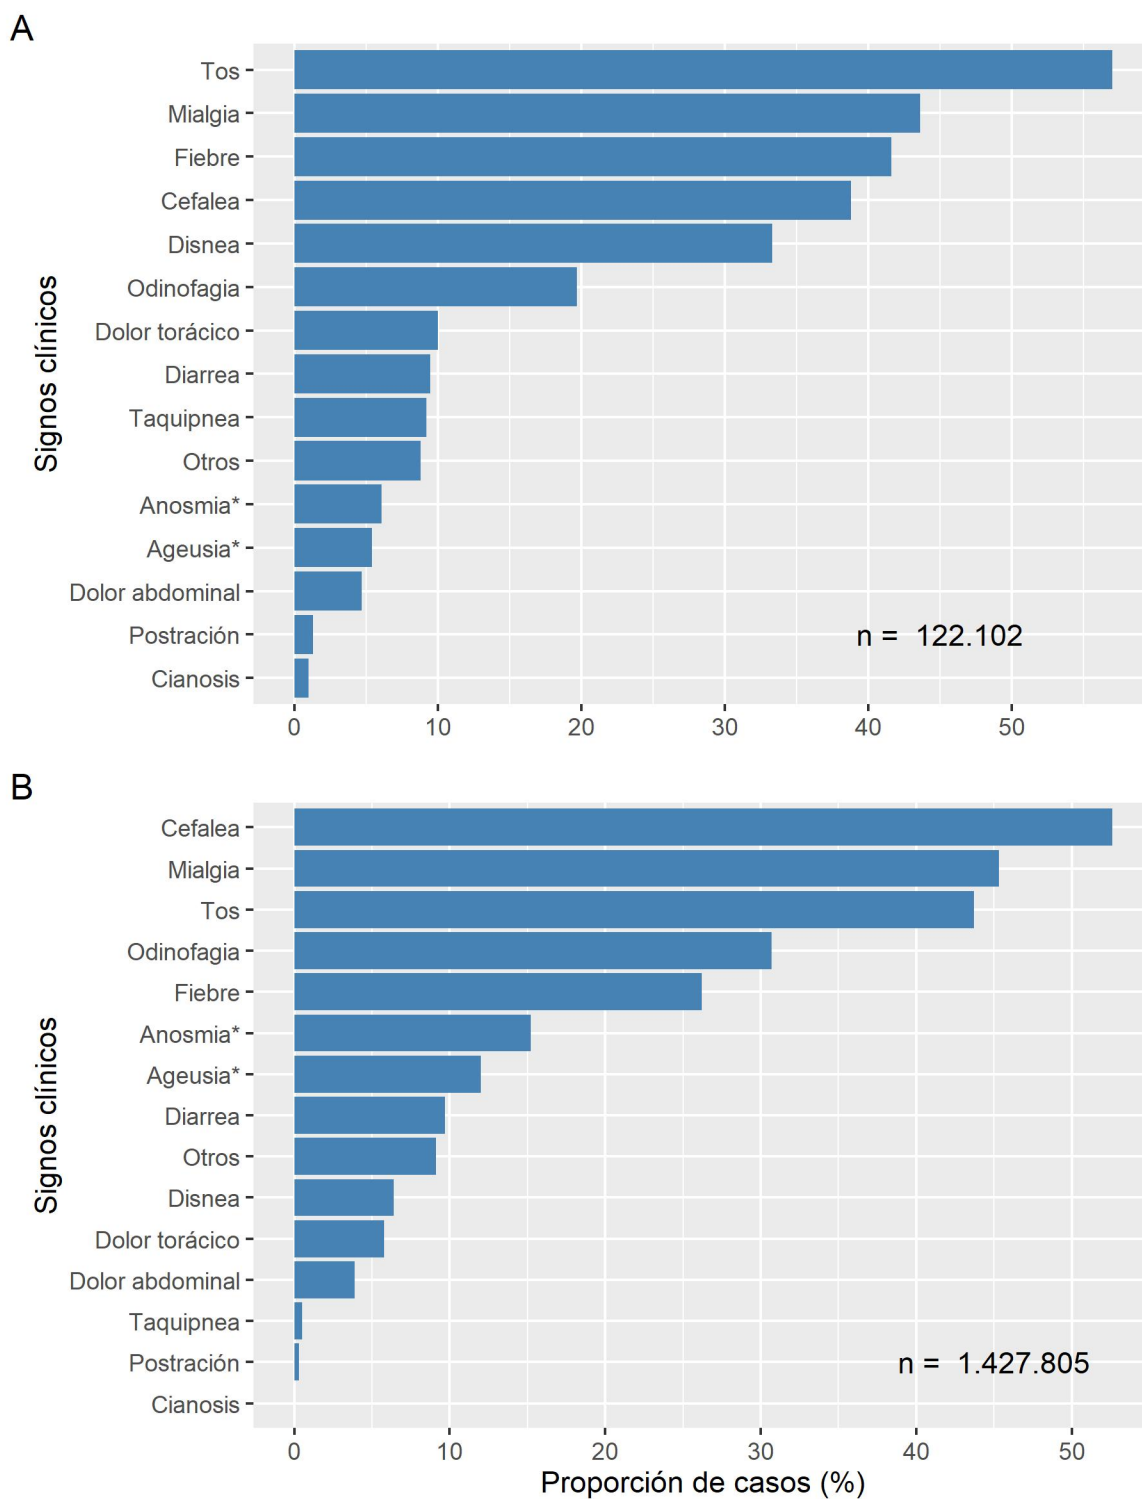 A
Tos
Mialgia
Fiebre
Cefalea
Disnea
Odinofagia
Dolor torácico
Diarrea
Taquipnea
Otros
Anosmia*
Ageusia*
Dolor abdominal
Postración
Cianosis
Signos clínicos
n = 122.102
0 10 20 30 40 50
B
Cefalea
Mialgia
Tos
Odinofagia
Fiebre
Anosmia*
Ageusia*
Diarrea
Otros
Disnea
Dolor torácico
Dolor abdominal
Taquipnea
Postración
Cianosis
Signos clínicos
n = 1.427.805
0 10 20 30 40 50
Proporción de casos (%)